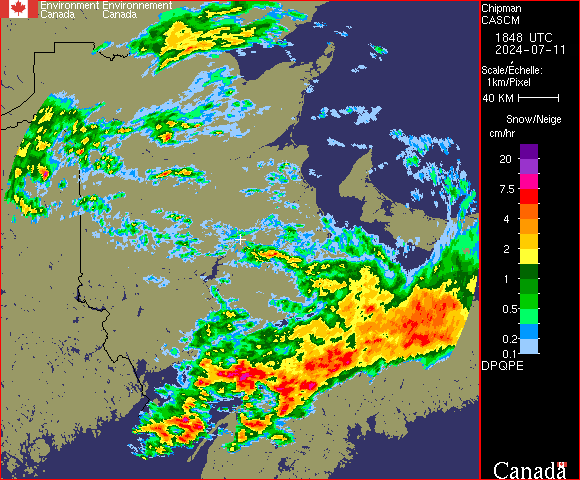 Environment Environnement
Canada Canada
Chipman
CASCM
1848 UTC
2024-07-11
Scale/Échelle:
1km/Pixel
40 KM
Snow/Neige
cm/hr
20
7.5
4
2
1
0.5
0.2
0.1
DPQPE
Canada